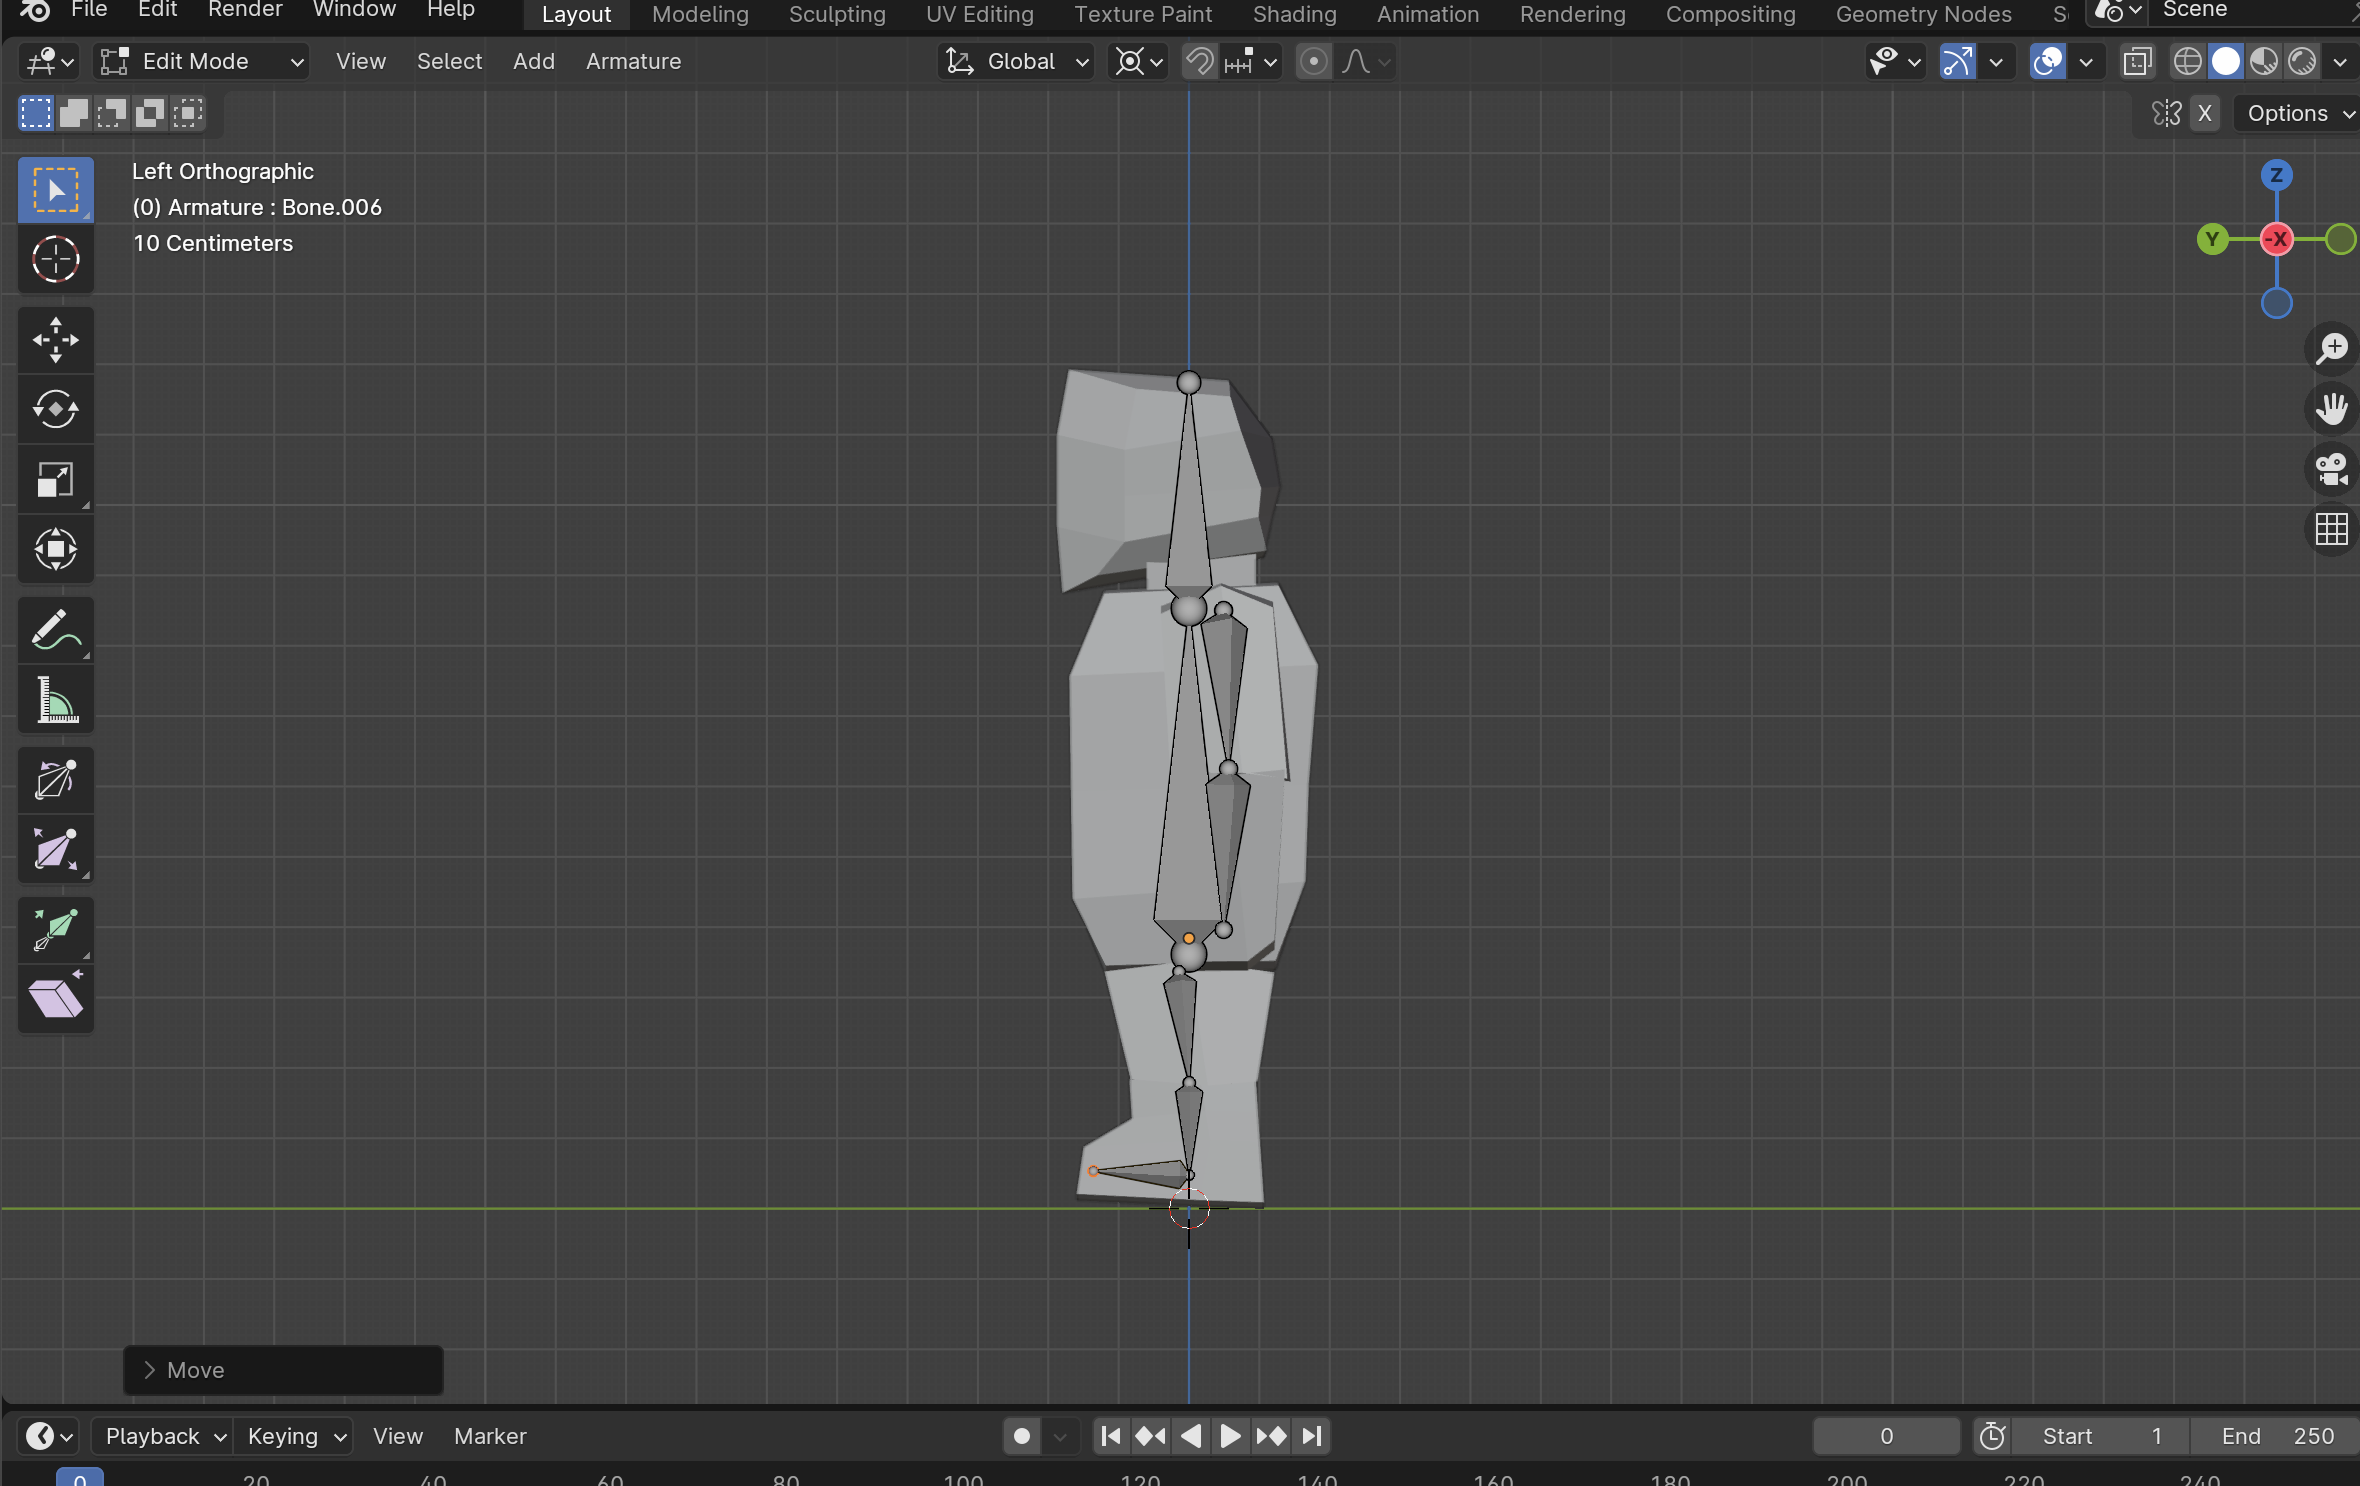 File Edit Render Window Help Layout Modeling Sculpting UV Editing Texture Paint Shading Animation Rendering Compositing Geometry Nodes Scene
Edit Mode View Select Add Armature Global
X Options
Left Orthographic
(0) Armature : Bone.006
10 Centimeters
Z
Y -X
Move
Playback Keying View Marker 0 Start 1 End 250
0 20 40 60 80 100 120 140 160 180 200 220 240